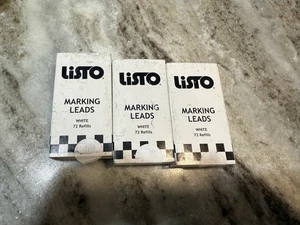 LiSTO
MARKING
LEADS
WHITE
72 Refills
LiSTO
MARKING
LEADS
WHITE
72 Refills
LiSTO
MARKING
LEADS
WHITE
72 Refills